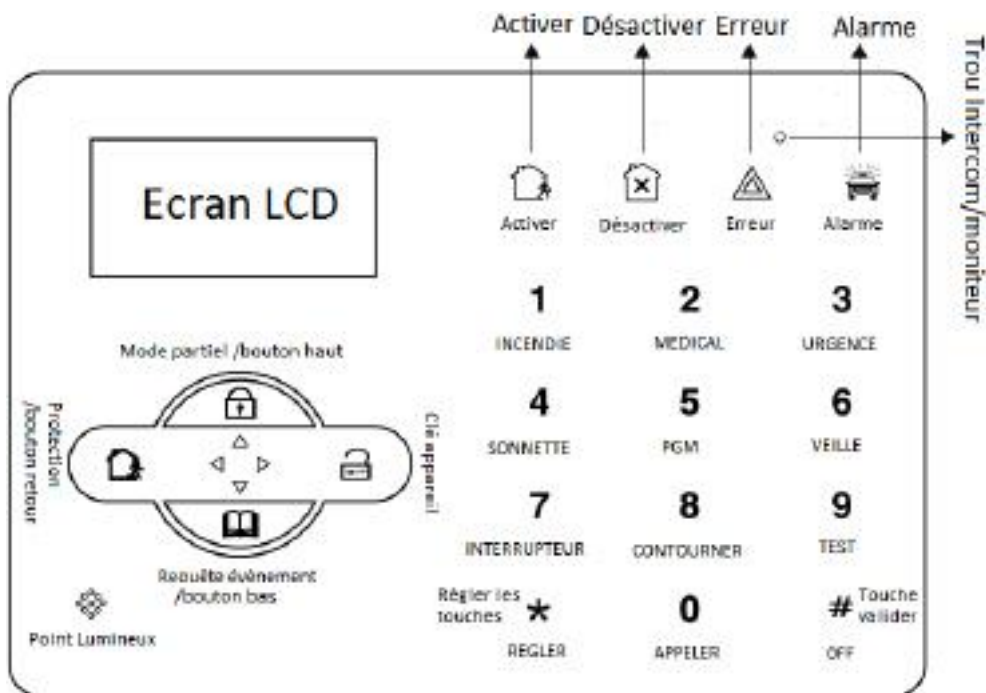 Activer Désactiver Erreur Alarme
Trou Intercom/moniteur
Ecran LCD
Activer Désactiver Erreur Alarme
1 2 3
INCENDIE MEDICAL URGENCE
Mode partiel /bouton haut
4 5 6
SONNETTE PGM VEILLE
Protection
/bouton retour
Clé appareil
7 8 9
INTERRUPTEUR CONTOURNER TEST
Requête évènement
/bouton bas
Régler les
touches * 0 # Touche
valider
REGLER APPELER OFF
Point Lumineux